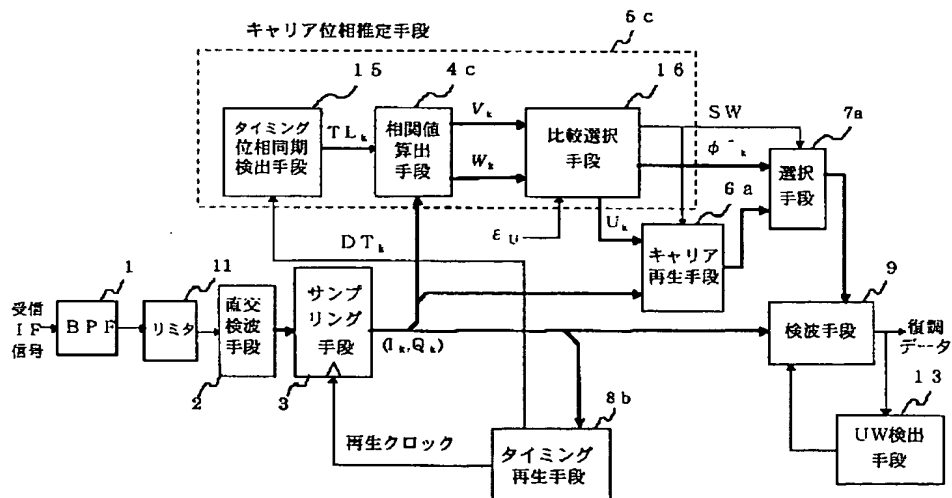 キャリア位相推定手段
5c
15
4c
16
タイミング
位相同期
検出手段
TLk
相関値
算出
手段
Vk
Wk
比較選択
手段
SW
φ~k
7a
選択
手段
6a
DTk
εU
Uk
キャリア
再生手段
1
11
受信
IF
信号
BPF
リミタ
直交
検波
手段
2
サンプ
リング
手段
3
(Ik,Qk)
9
検波手段
復調
データ
13
8b
再生クロック
タイミング
再生手段
UW検出
手段